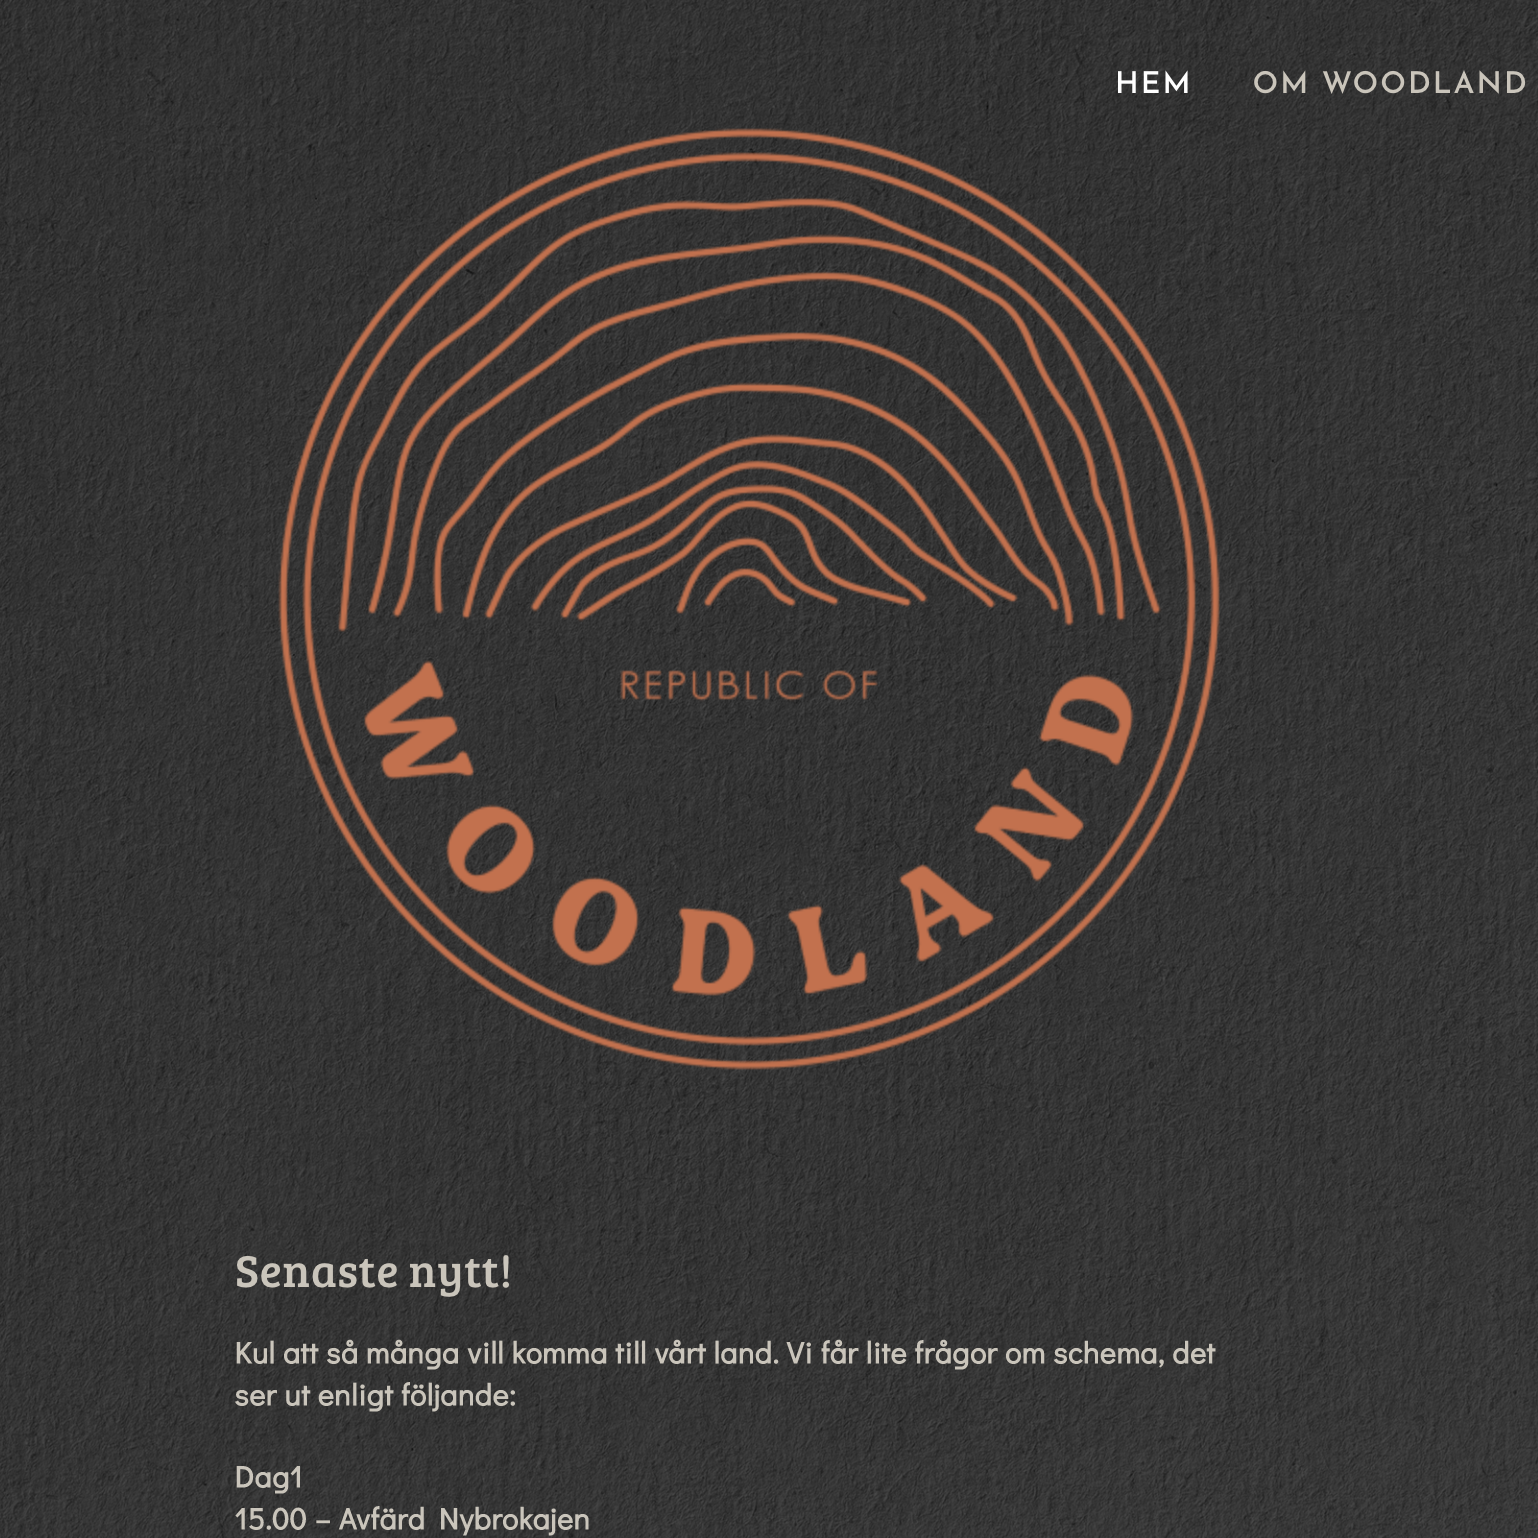 HEM OM WOODLAND
REPUBLIC OF
WOODLAND
Senaste nytt!
Kul att så många vill komma till vårt land. Vi får lite frågor om schema, det
ser ut enligt följande:
Dag1
15.00 – Avfärd Nybrokajen